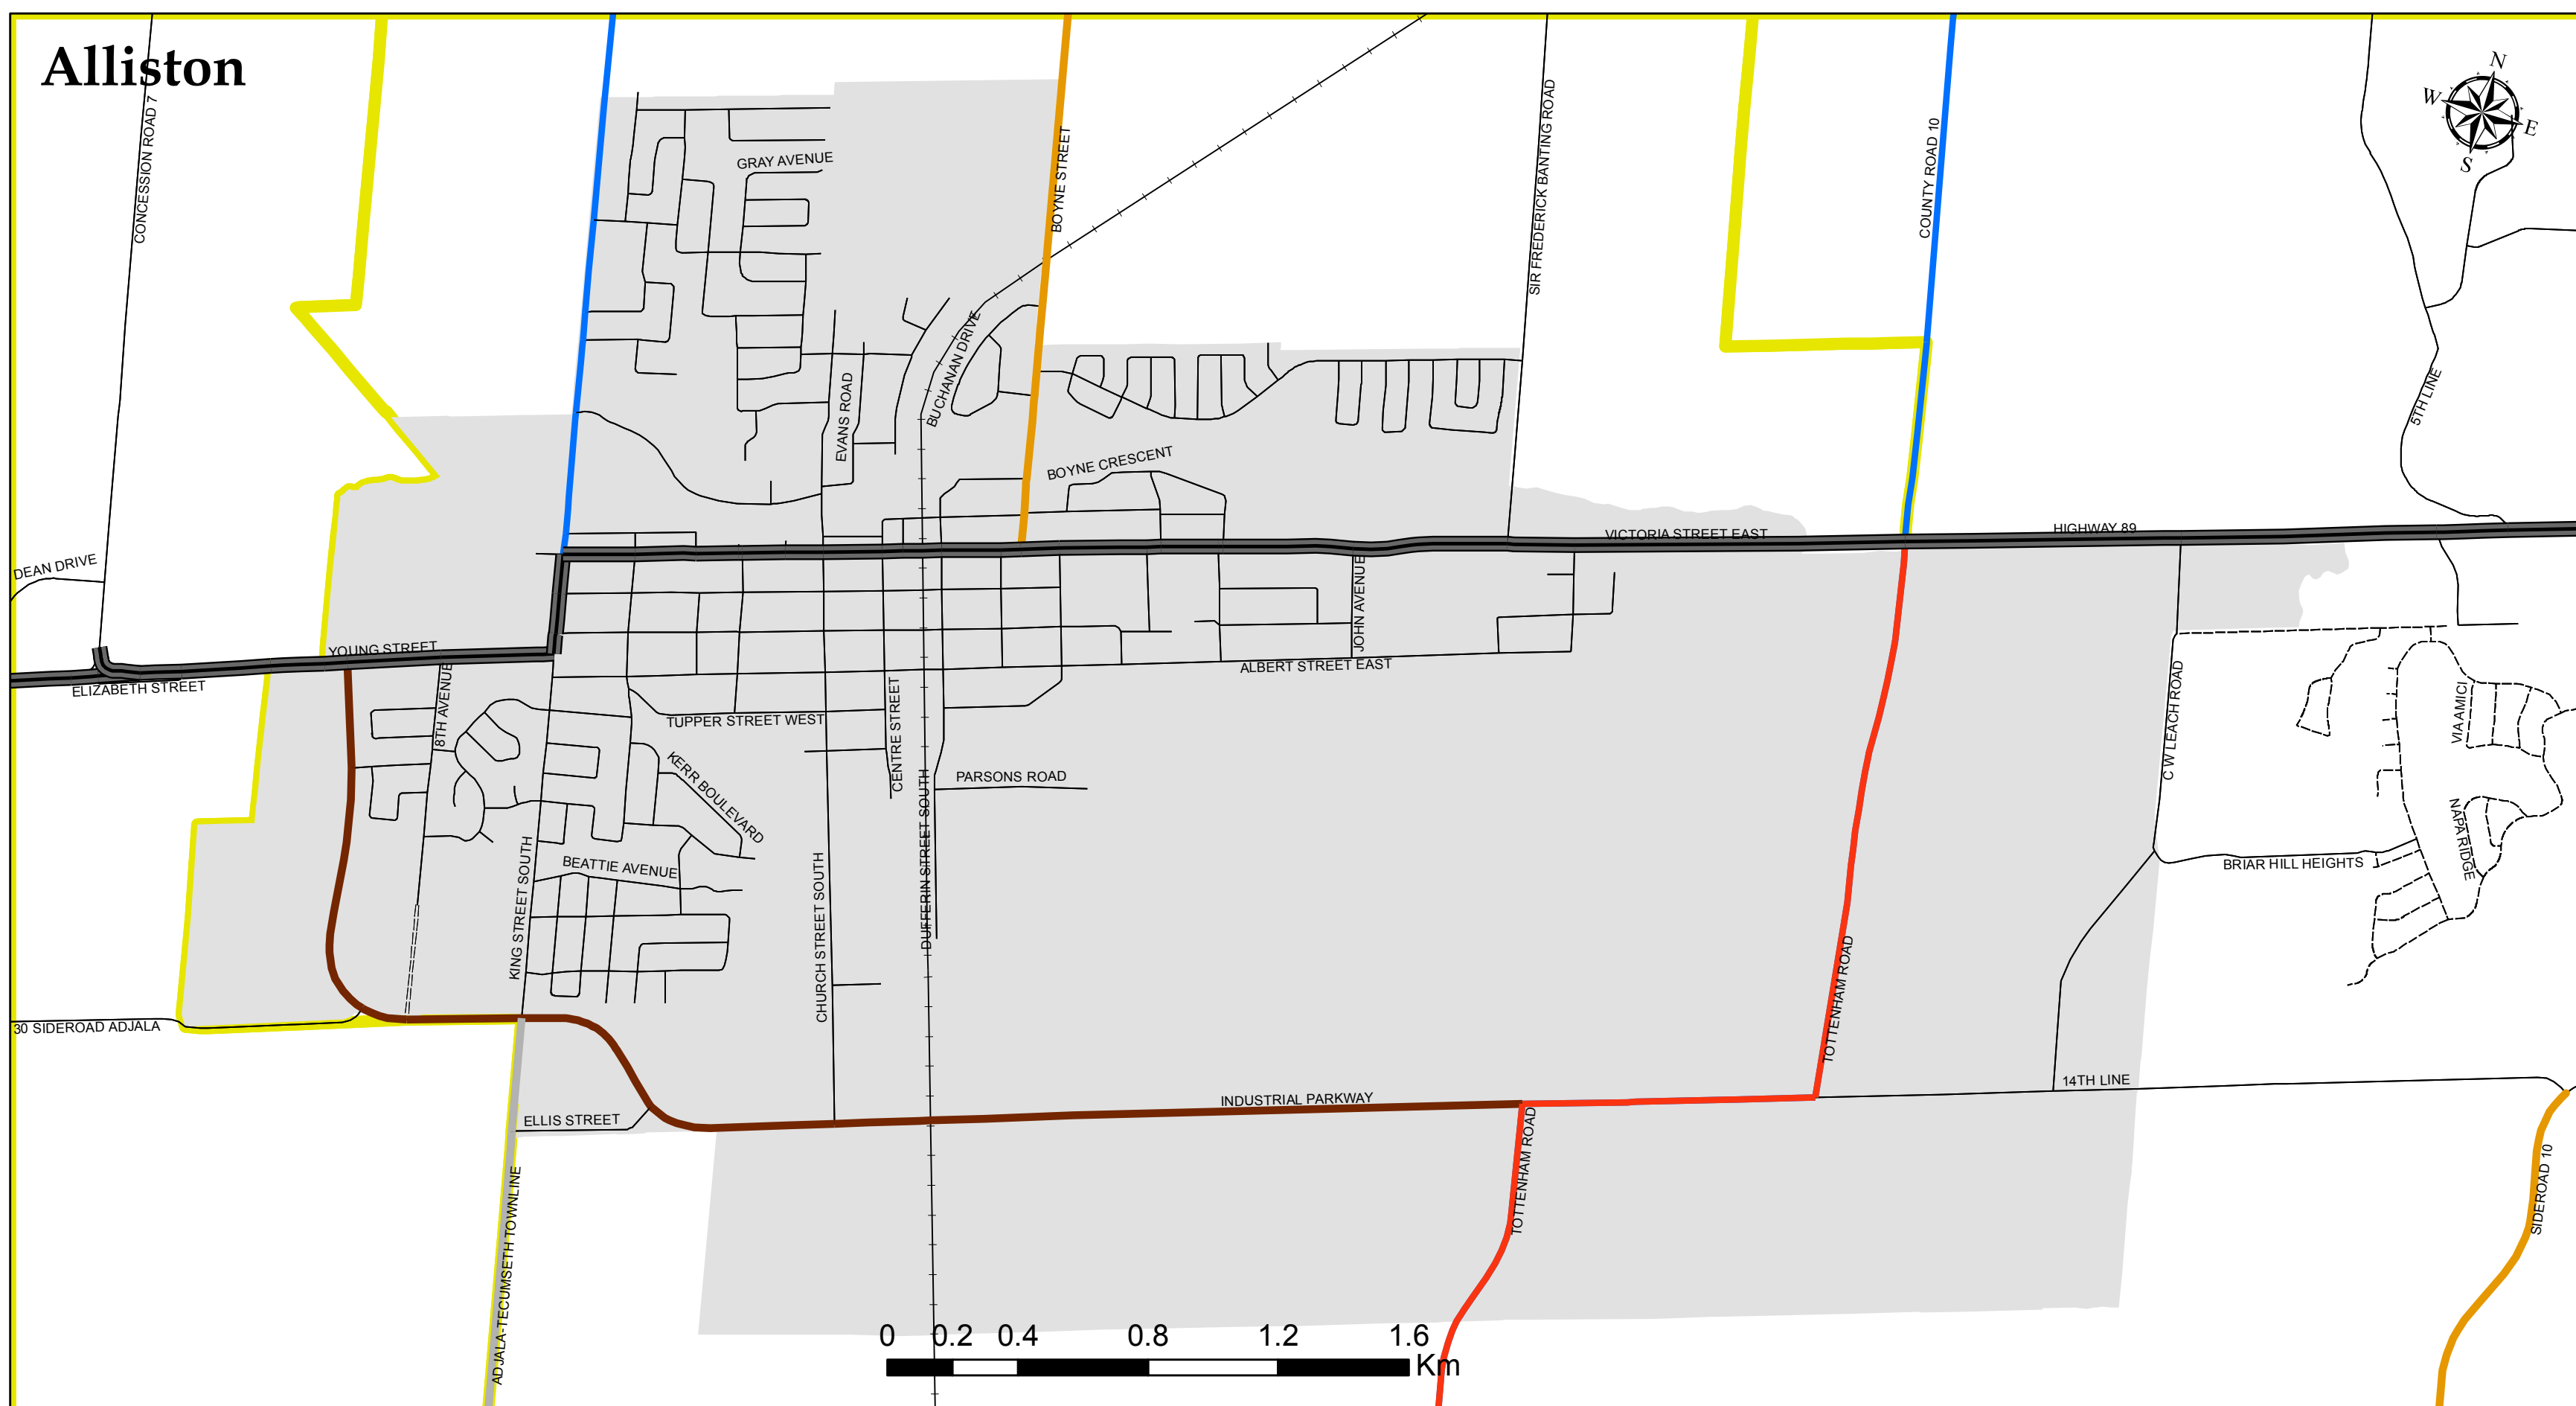 Alliston
N
W
E
S
CONCESSION ROAD 7
GRAY AVENUE
BOYNE STREET
SIR FREDERICK BANTING ROAD
COUNTY ROAD 10
5TH LINE
BUCHANAN DRIVE
EVANS ROAD
BOYNE CRESCENT
VICTORIA STREET EAST
HIGHWAY 89
DEAN DRIVE
YOUNG STREET
ELIZABETH STREET
8TH AVENUE
JOHN AVENUE
ALBERT STREET EAST
TUPPER STREET WEST
CENTRE STREET
C W LEACH ROAD
VIA AMICI
KERR BOULEVARD
PARSONS ROAD
DUFFERIN STREET SOUTH
NAPA RIDGE
BRIAR HILL HEIGHTS
BEATTIE AVENUE
KING STREET SOUTH
CHURCH STREET SOUTH
TOTTENHAM ROAD
30 SIDEROAD ADJALA
14TH LINE
INDUSTRIAL PARKWAY
ELLIS STREET
TOTTENHAM ROAD
SIDEROAD 10
ADJALA-TECUMSETH TOWNLINE
0 0.2 0.4 0.8 1.2 1.6
Km